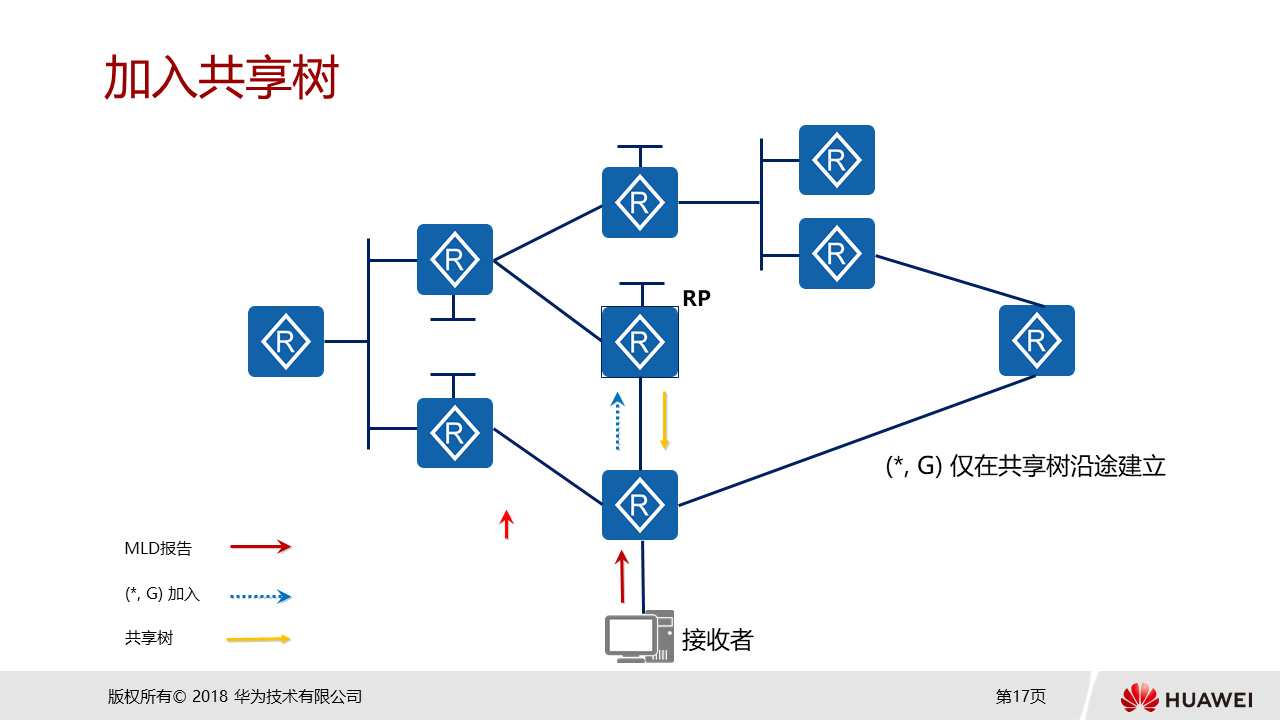 加入共享树
R
R
RP
R
R
R
R
R
R
(*, G) 仅在共享树沿途建立
R
R
MLD报告
(*, G) 加入
共享树
接收者
版权所有© 2018 华为技术有限公司
第17页
HUAWEI